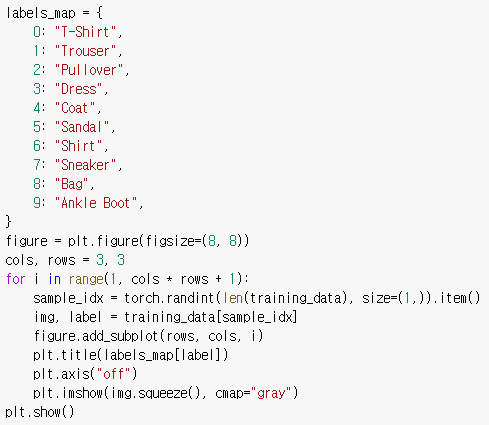 labels_map = {
    0: "T-Shirt",
    1: "Trouser",
    2: "Pullover",
    3: "Dress",
    4: "Coat",
    5: "Sandal",
    6: "Shirt",
    7: "Sneaker",
    8: "Bag",
    9: "Ankle Boot",
}
figure = plt.figure(figsize=(8, 8))
cols, rows = 3, 3
for i in range(1, cols * rows + 1):
    sample_idx = torch.randint(len(training_data), size=(1,)).item()
    img, label = training_data[sample_idx]
    figure.add_subplot(rows, cols, i)
    plt.title(labels_map[label])
    plt.axis("off")
    plt.imshow(img.squeeze(), cmap="gray")
plt.show()